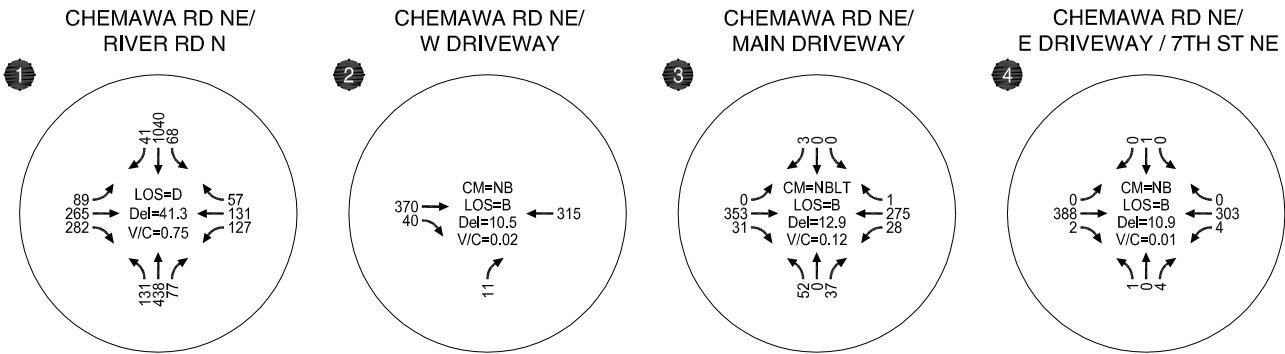 CHEMAWA RD NE/
RIVER RD N
1
41 1040 68
89
265
282
LOS=D
Del=41.3
V/C=0.75
57
131
127
131 438 77
CHEMAWA RD NE/
W DRIVEWAY
2
370
40
CM=NB
LOS=B
Del=10.5
V/C=0.02
315
11
CHEMAWA RD NE/
MAIN DRIVEWAY
3
3 0 0
0
353
31
CM=NBLT
LOS=B
Del=12.9
V/C=0.12
1
275
28
52 0 37
CHEMAWA RD NE/
E DRIVEWAY / 7TH ST NE
4
0 1 0
0
388
2
CM=NB
LOS=B
Del=10.9
V/C=0.01
0
303
4
1 0 4